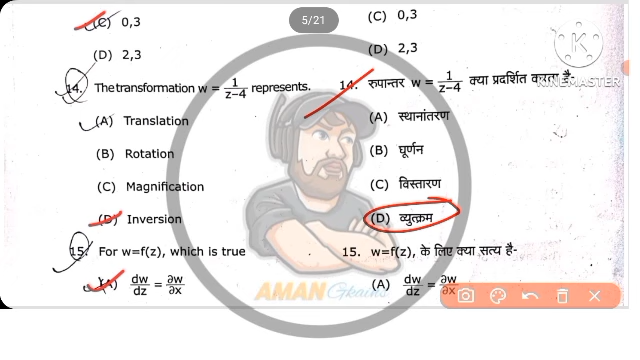 5/21
(C) 0,3
(D) 2,3
14. The transformation w = 1/(z-4) represents.
(A) Translation
(B) Rotation
(C) Magnification
(D) Inversion
15. For w=f(z), which is true
(A) dw/dz = ∂w/∂x
(C) 0,3
(D) 2,3
14. रुपान्तर w = 1/(z-4) क्या प्रदर्शित करता है-
(A) स्थानांतरण
(B) घूर्णन
(C) विस्तारण
(D) व्युत्क्रम
15. w=f(z), के लिए क्या सत्य है-
(A) dw/dz = ∂w/∂x
K
KINEMASTER
AMAN